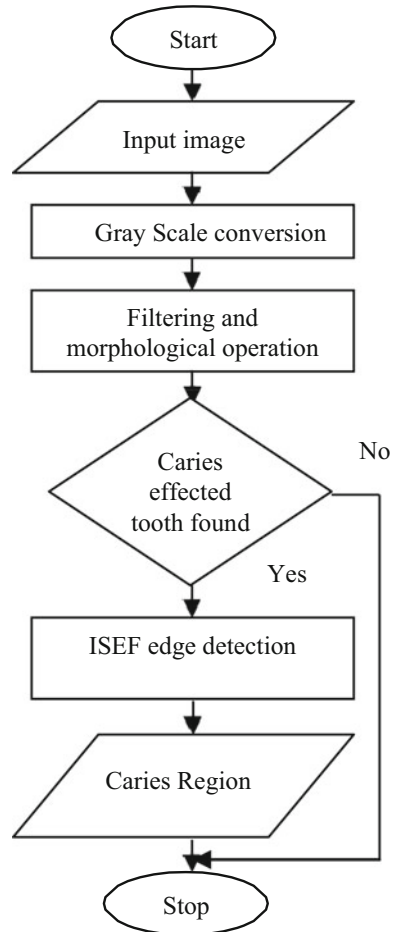 Start
Input image
Gray Scale conversion
Filtering and
morphological operation
Caries
effected
tooth found
No
Yes
ISEF edge detection
Caries Region
Stop